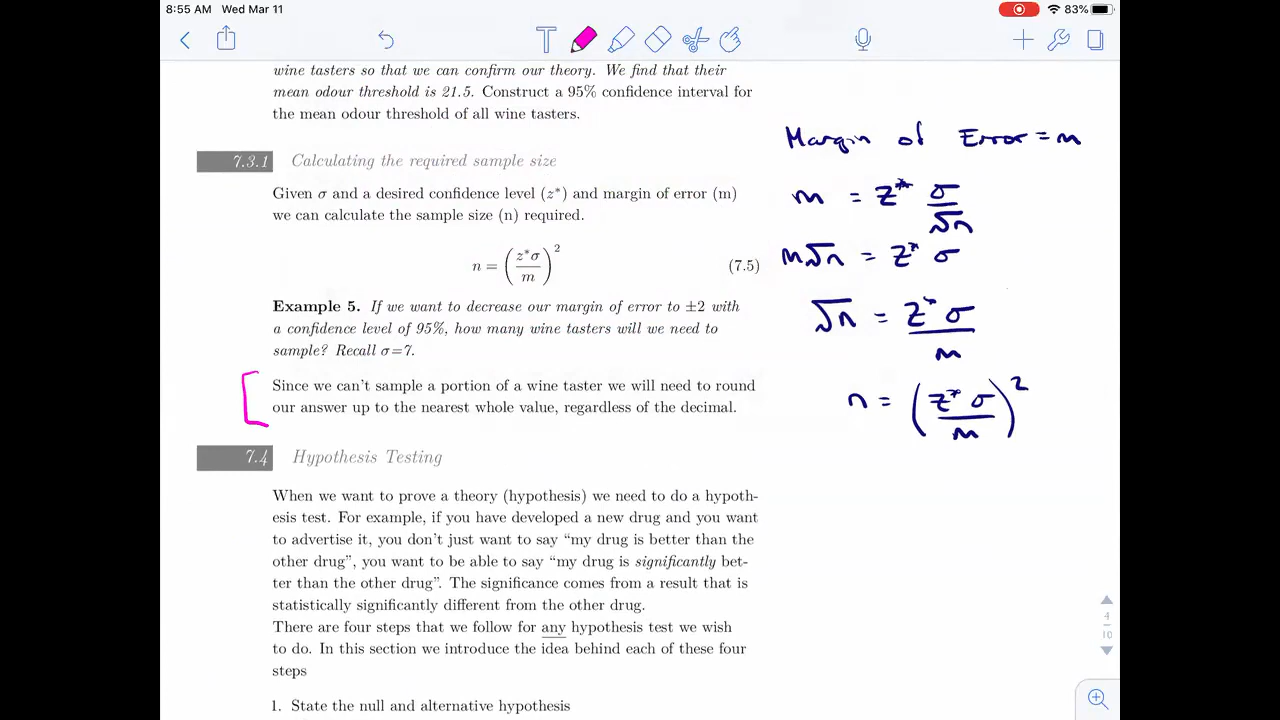 8:55 AM Wed Mar 11
83%
wine tasters so that we can confirm our theory. We find that their
mean odour threshold is 21.5. Construct a 95% confidence interval for
the mean odour threshold of all wine tasters.
7.3.1 Calculating the required sample size
Given σ and a desired confidence level (z*) and margin of error (m)
we can calculate the sample size (n) required.
n = (z*σ/m)² (7.5)
Example 5. If we want to decrease our margin of error to ±2 with
a confidence level of 95%, how many wine tasters will we need to
sample? Recall σ=7.
Since we can't sample a portion of a wine taster we will need to round
our answer up to the nearest whole value, regardless of the decimal.
7.4 Hypothesis Testing
When we want to prove a theory (hypothesis) we need to do a hypoth-
esis test. For example, if you have developed a new drug and you want
to advertise it, you don't just want to say “my drug is better than the
other drug”, you want to be able to say “my drug is significantly bet-
ter than the other drug”. The significance comes from a result that is
statistically significantly different from the other drug.
There are four steps that we follow for any hypothesis test we wish
to do. In this section we introduce the idea behind each of these four
steps
1. State the null and alternative hypothesis
Margin of Error = m
m = z* σ/√n
m√n = z* σ
√n = z* σ/m
n = (z* σ/m)²
4
10